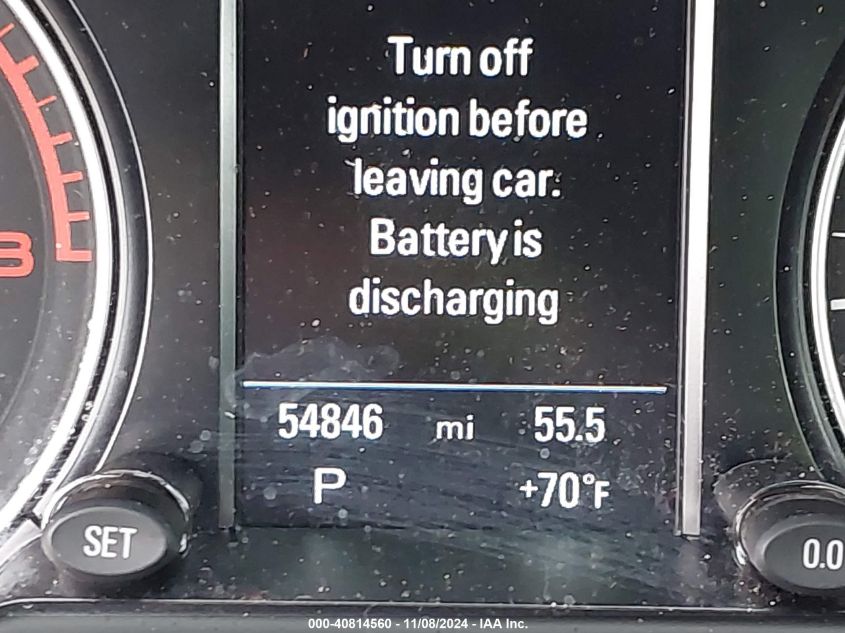 Turn off
ignition before
leaving car.
Battery is
discharging
54846 mi 55.5
P +70°F
SET
0.0
8
000-40814560 - 11/08/2024 - IAA Inc.